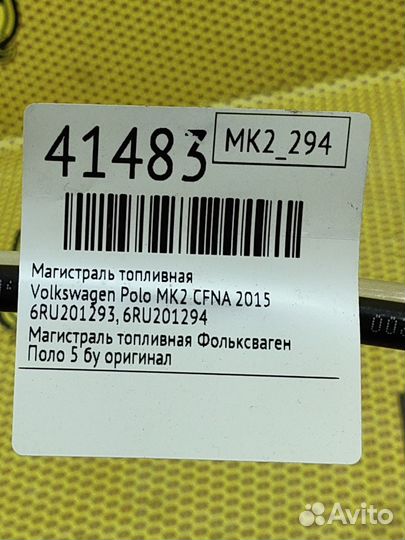 41483
MK2_294
Магистраль топливная
Volkswagen Polo MK2 CFNA 2015
6RU201293, 6RU201294
Магистраль топливная Фольксваген
Поло 5 бу оригинал
Avito